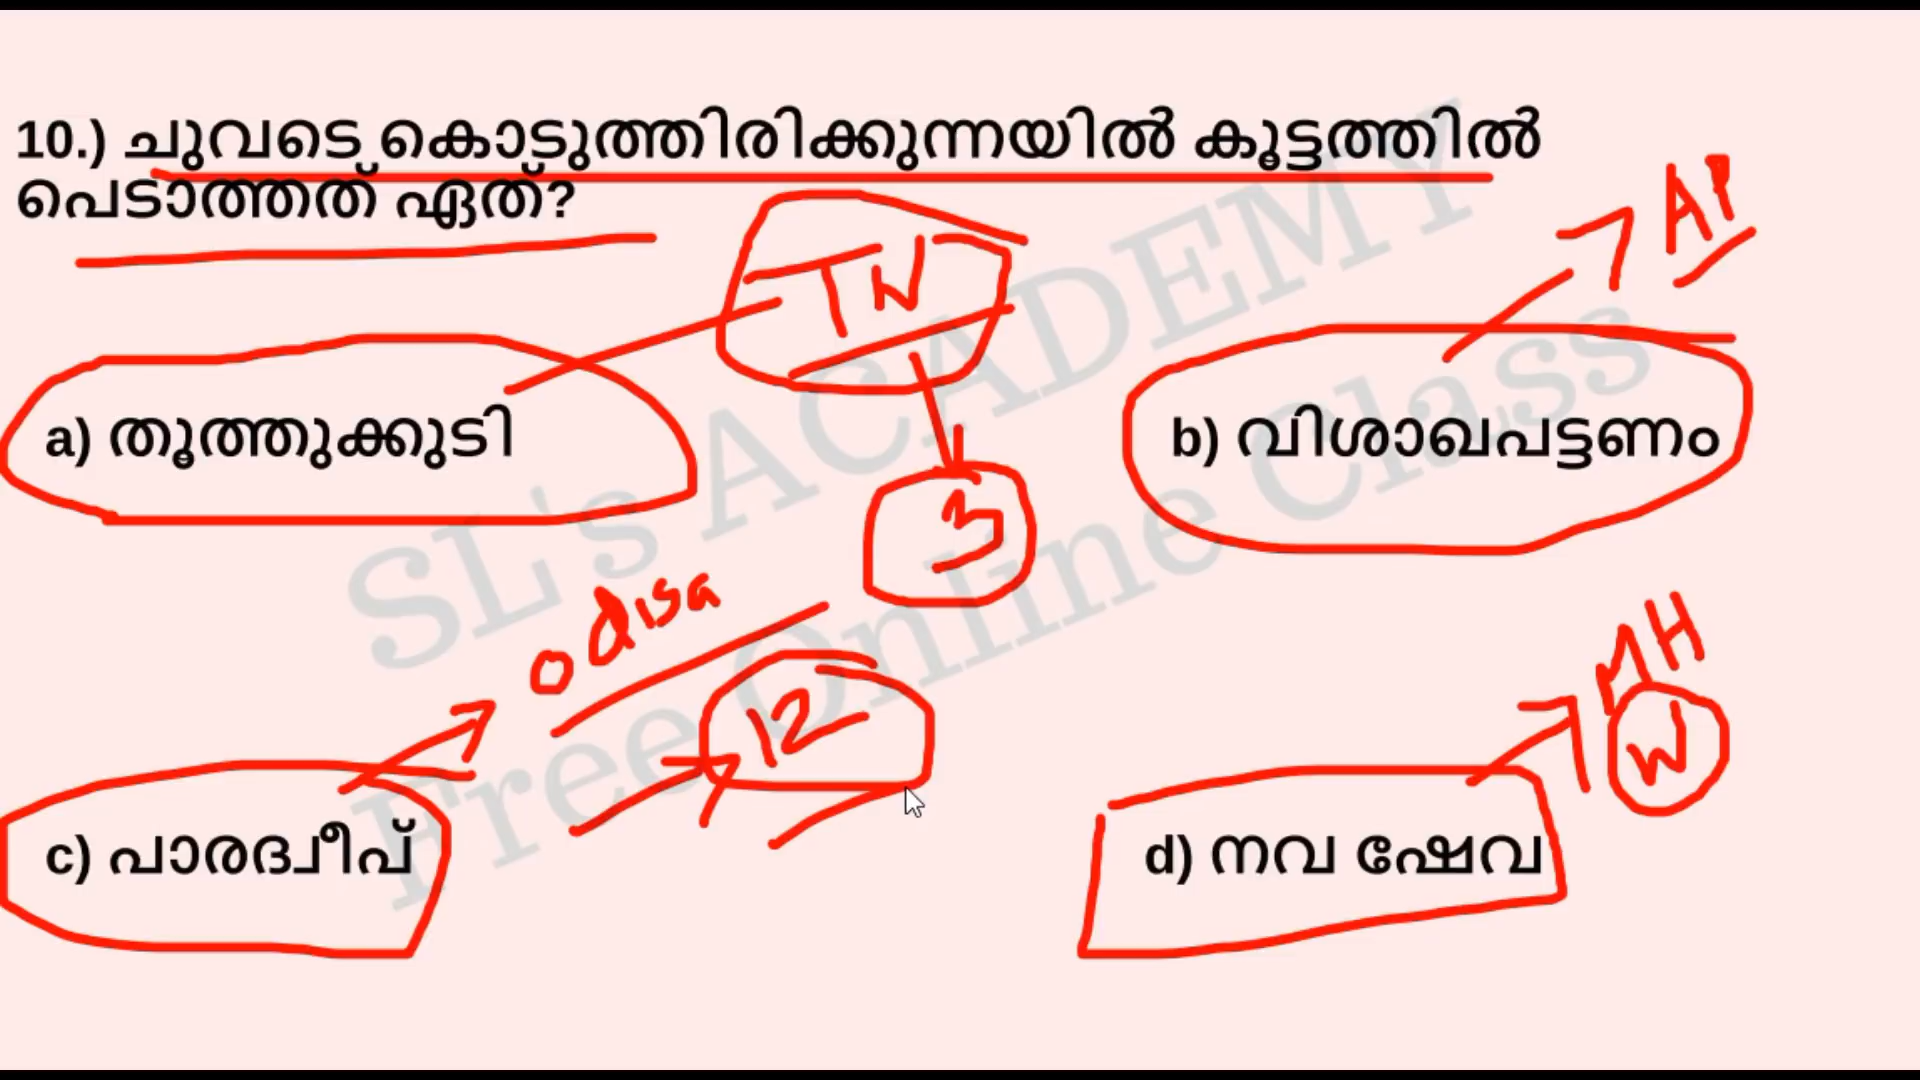 10.) ചുവടെ കൊടുത്തിരിക്കുന്നയിൽ കൂട്ടത്തിൽ
പെടാത്തത് ഏത്?
TN
AP
a) തൂത്തുക്കുടി
b) വിശാഖപട്ടണം
3
odisa
12
MH
W
c) പാരദ്വീപ്
d) നവ ഷേവ
SL's ACADEMY
Free Online Class